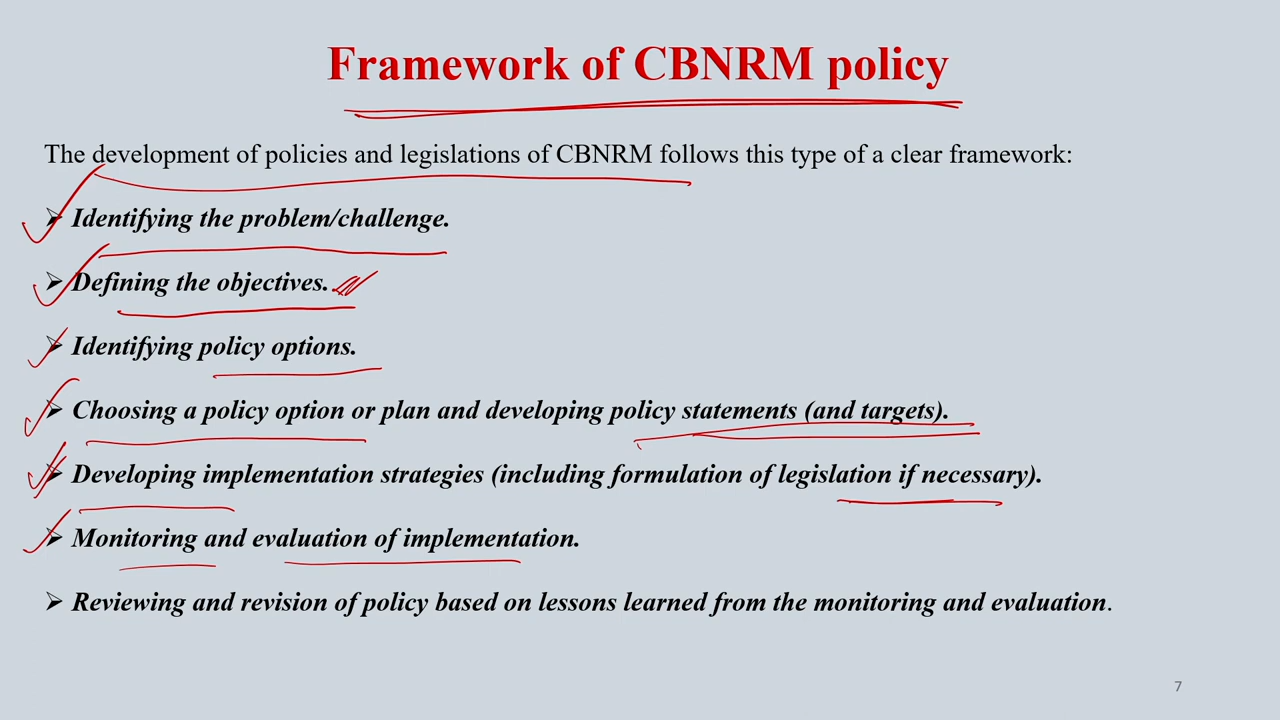 Framework of CBNRM policy
The development of policies and legislations of CBNRM follows this type of a clear framework:
➢ Identifying the problem/challenge.
➢ Defining the objectives.
➢ Identifying policy options.
➢ Choosing a policy option or plan and developing policy statements (and targets).
➢ Developing implementation strategies (including formulation of legislation if necessary).
➢ Monitoring and evaluation of implementation.
➢ Reviewing and revision of policy based on lessons learned from the monitoring and evaluation.
7